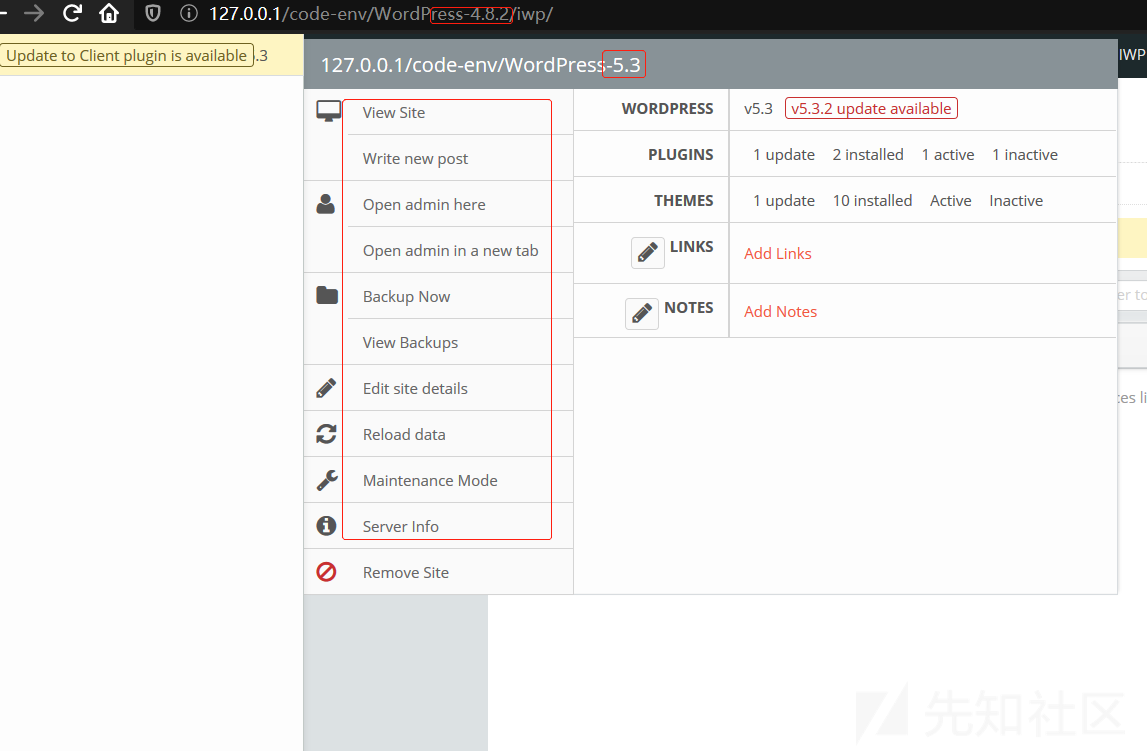 127.0.0.1/code-env/WordPress-4.8.2/iwp/
Update to Client plugin is available .3
127.0.0.1/code-env/WordPress-5.3
IWP
View Site
Write new post
Open admin here
Open admin in a new tab
Backup Now
View Backups
Edit site details
Reload data
Maintenance Mode
Server Info
Remove Site
WORDPRESS v5.3 v5.3.2 update available
PLUGINS 1 update 2 installed 1 active 1 inactive
THEMES 1 update 10 installed Active Inactive
LINKS Add Links
NOTES Add Notes
er to
ces li
先知社区